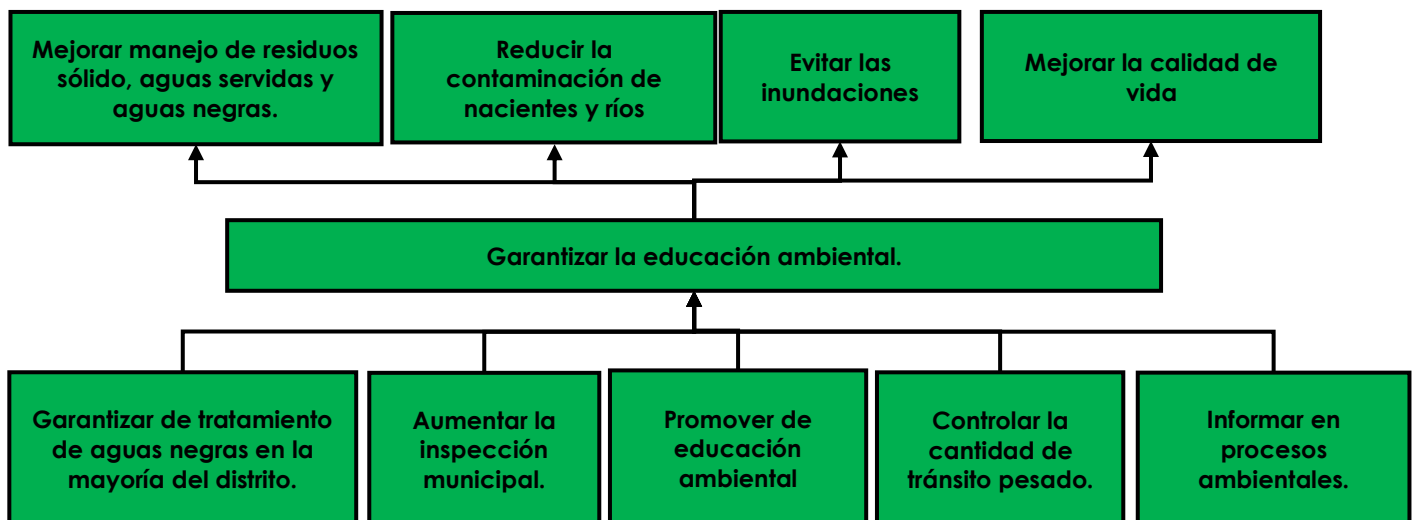 Mejorar manejo de residuos
sólido, aguas servidas y
aguas negras.
Reducir la
contaminación de
nacientes y ríos
Evitar las
inundaciones
Mejorar la calidad de
vida
Garantizar la educación ambiental.
Garantizar de tratamiento
de aguas negras en la
mayoría del distrito.
Aumentar la
inspección
municipal.
Promover de
educación
ambiental
Controlar la
cantidad de
tránsito pesado.
Informar en
procesos
ambientales.